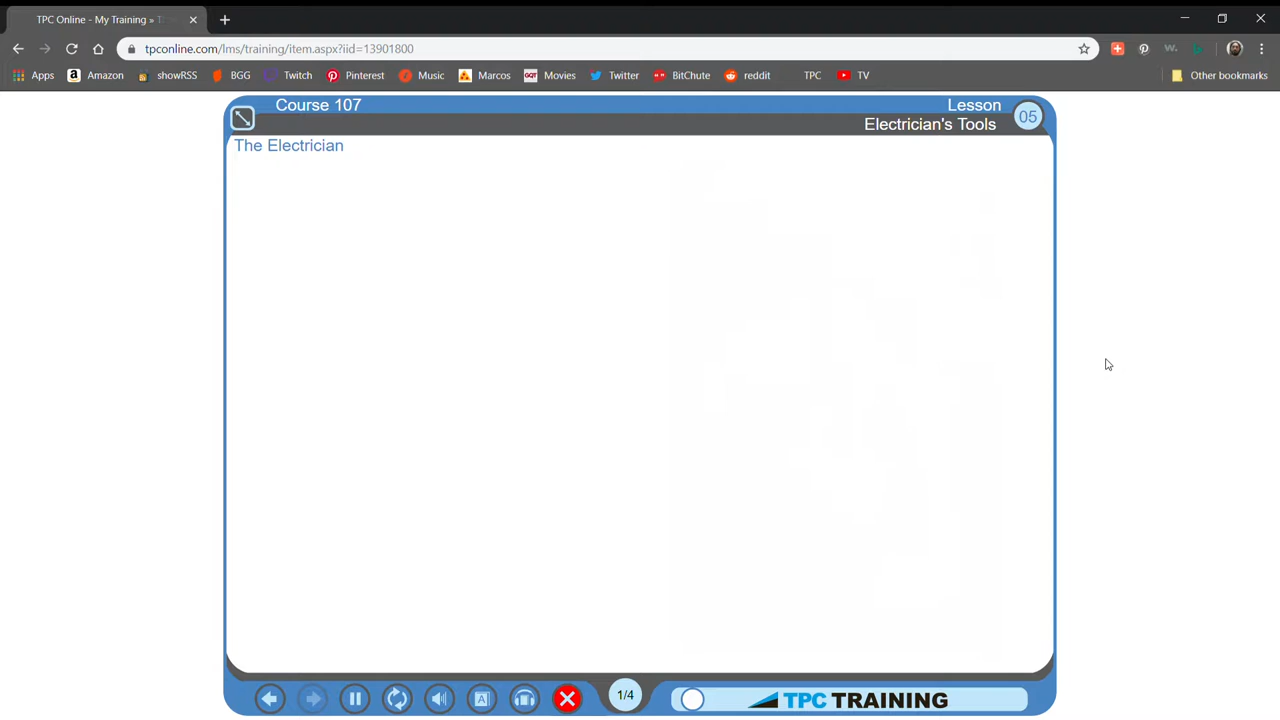 TPC Online - My Training » T
tpconline.com/lms/training/item.aspx?iid=13901800
Apps Amazon showRSS BGG Twitch Pinterest Music Marcos GQT Movies Twitter BitChute reddit TPC TV Other bookmarks
Course 107 Lesson
Electrician's Tools 05
The Electrician
A 1/4 TPC TRAINING